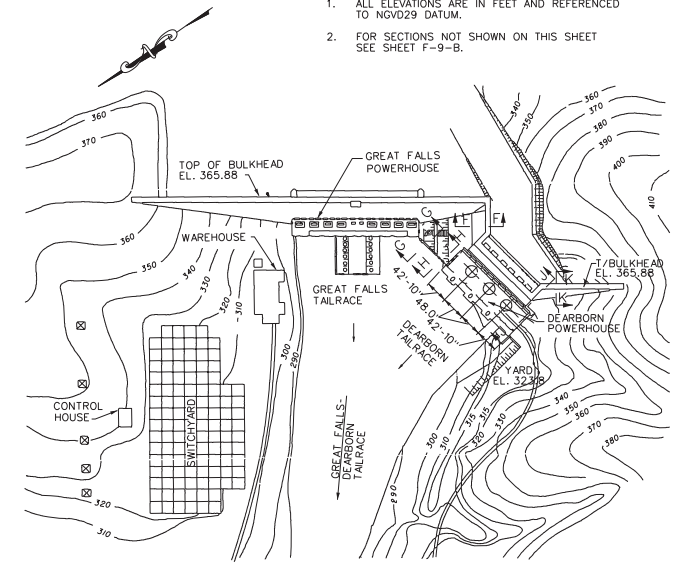 1. ALL ELEVATIONS ARE IN FEET AND REFERENCED
TO NGVD29 DATUM.
2. FOR SECTIONS NOT SHOWN ON THIS SHEET
SEE SHEET F-9-B.
360
370
340
350
360
380
390
400
410
TOP OF BULKHEAD
EL. 365.88
GREAT FALLS
POWERHOUSE
G
F
F
G
H
J
K
T/BULKHEAD
EL. 365.88
WAREHOUSE
360
350
340
330
320
310
300
290
GREAT FALLS
TAILRACE
42'-10"
48.0'
42'-10"
DEARBORN
TAILRACE
DEARBORN
POWERHOUSE
YARD
EL. 323.8
CONTROL
HOUSE
SWITCHYARD
GREAT FALLS-
DEARBORN
TAILRACE
300
310
315
320
315
330
340
350
360
370
380
290
320
310